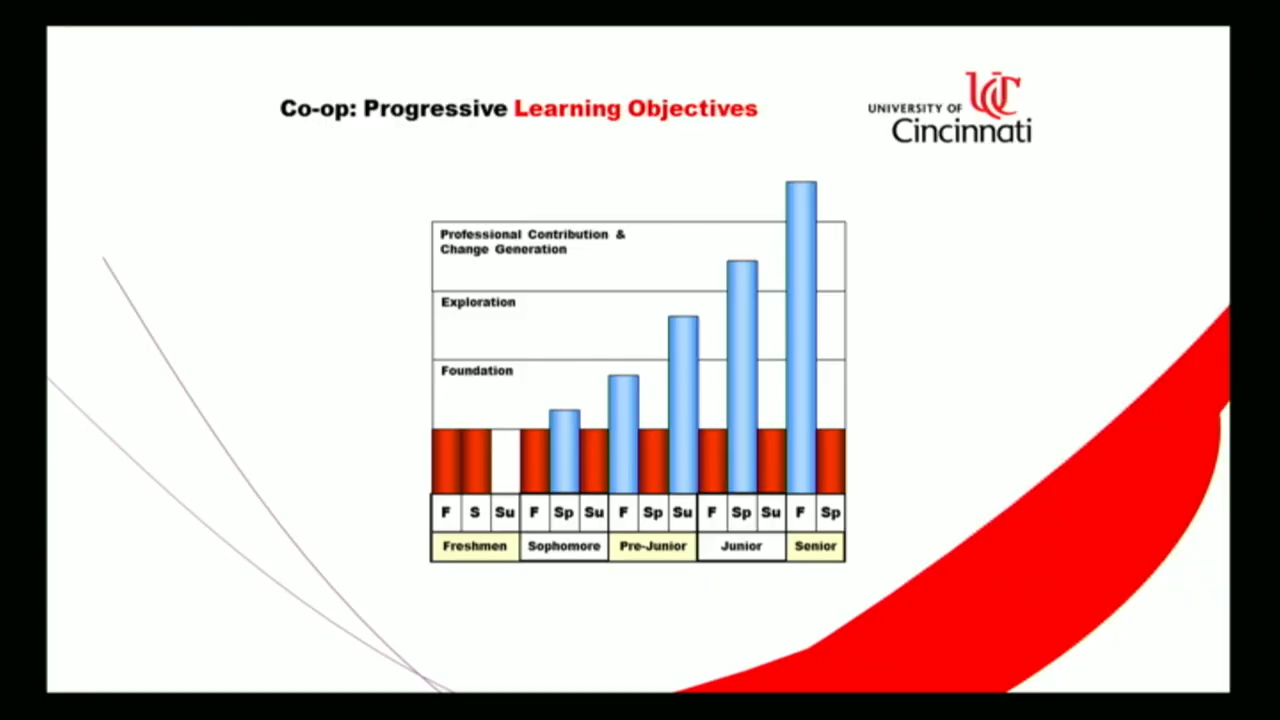 Co-op: Progressive Learning Objectives
UNIVERSITY OF UC
Cincinnati
Professional Contribution &
Change Generation
Exploration
Foundation
F S Su F Sp Su F Sp Su F Sp Su F Sp
Freshmen Sophomore Pre-Junior Junior Senior